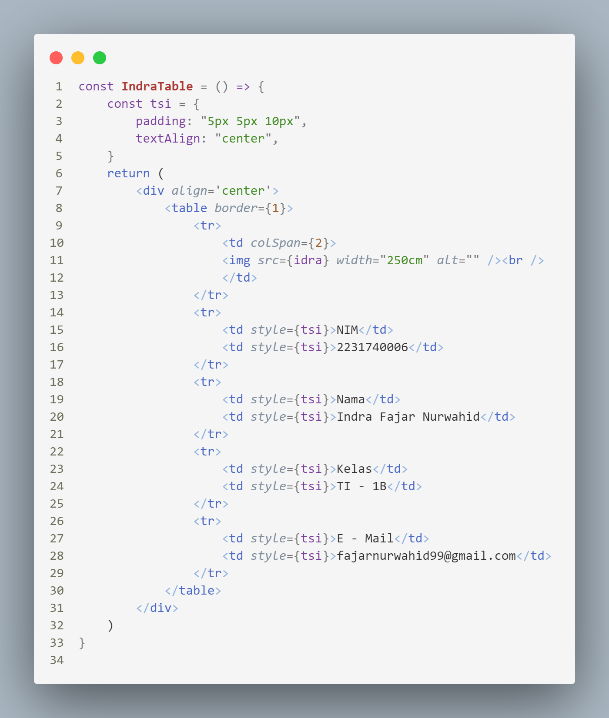 1 const IndraTable = () => {
2     const tsi = {
3         padding: "5px 5px 10px",
4         textAlign: "center",
5     }
6     return (
7         <div align='center'>
8             <table border={1}>
9                 <tr>
10                     <td colSpan={2}>
11                     <img src={idra} width="250cm" alt="" /><br />
12                     </td>
13                 </tr>
14                 <tr>
15                     <td style={tsi}>NIM</td>
16                     <td style={tsi}>2231740006</td>
17                 </tr>
18                 <tr>
19                     <td style={tsi}>Nama</td>
20                     <td style={tsi}>Indra Fajar Nurwahid</td>
21                 </tr>
22                 <tr>
23                     <td style={tsi}>Kelas</td>
24                     <td style={tsi}>TI - 1B</td>
25                 </tr>
26                 <tr>
27                     <td style={tsi}>E - Mail</td>
28                     <td style={tsi}>fajarnurwahid99@gmail.com</td>
29                 </tr>
30             </table>
31         </div>
32     )
33 }
34